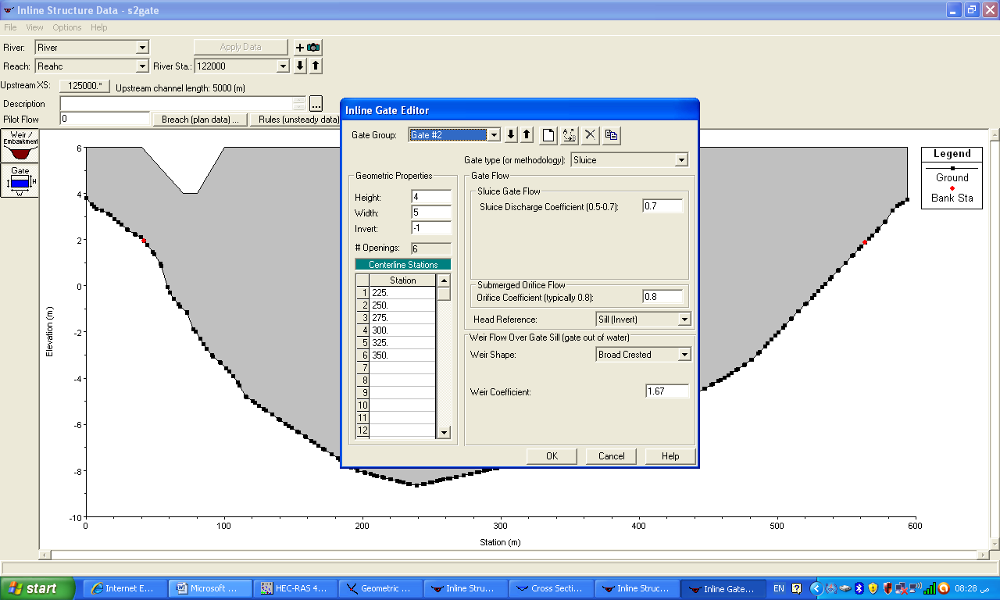 Inline Structure Data - s2gate
File View Options Help
River: River Apply Data
Reach: Reahc River Sta.: 122000
Upstream XS: 125000.* Upstream channel length: 5000 (m)
Description ...
Pilot Flow 0 Breach (plan data) ... Rules (unsteady data)
Weir / Embankment
Gate
H
W
Inline Gate Editor
Gate Group: Gate #2
Gate type (or methodology): Sluice
Geometric Properties
Height: 4
Width: 5
Invert: -1
# Openings: 6
Centerline Stations
Station
1 225.
2 250.
3 275.
4 300.
5 325.
6 350.
7
8
9
10
11
12
Gate Flow
Sluice Gate Flow
Sluice Discharge Coefficient (0.5-0.7): 0.7
Submerged Orifice Flow
Orifice Coefficient (typically 0.8): 0.8
Head Reference: Sill (Invert)
Weir Flow Over Gate Sill (gate out of water)
Weir Shape: Broad Crested
Weir Coefficient: 1.67
OK Cancel Help
Legend
Ground
Bank Sta
Elevation (m)
6
4
2
0
-2
-4
-6
-8
-10
0 100 200 300 400 500 600
Station (m)
start Internet E... Microsoft ... HEC-RAS 4... Geometric ... Inline Stru... Cross Secti... Inline Struc... Inline Gate... EN 08:28 ص